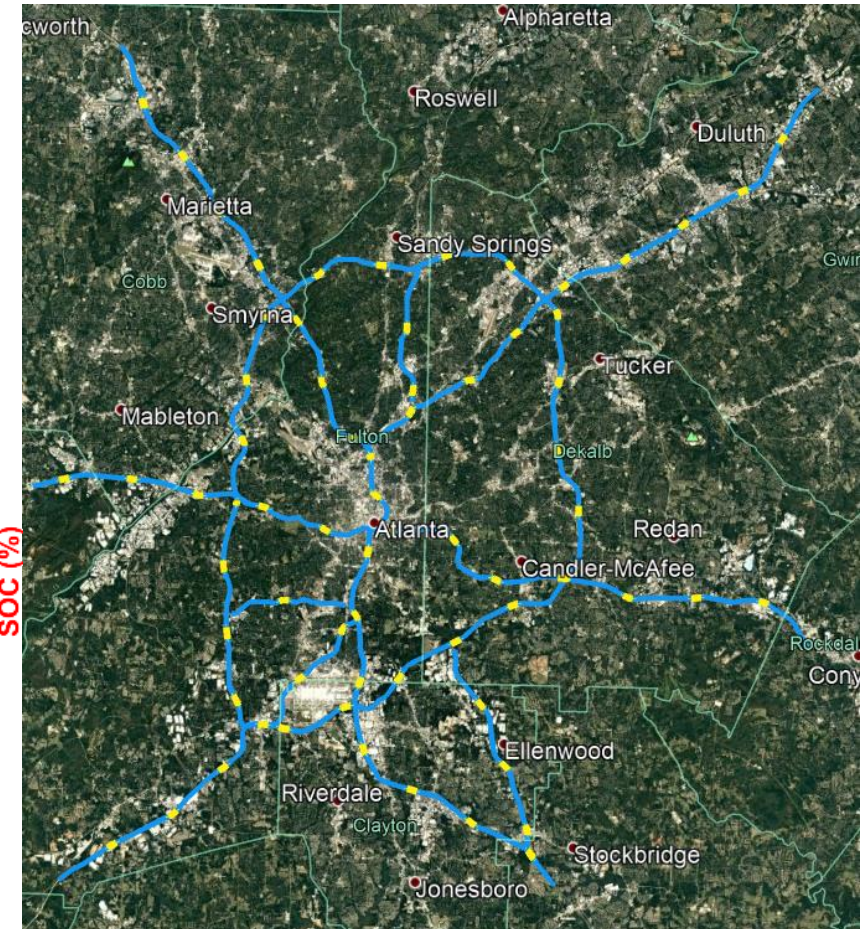 Alpharetta
cworth
Roswell
Duluth
Marietta
Sandy Springs
Gwin
Cobb
Smyrna
Tucker
Mableton
Fulton
Dekalb
Atlanta
Redan
SOC (%)
Candler-McAfee
Rockdal
Cony
Ellenwood
Riverdale
Clayton
Stockbridge
Jonesboro